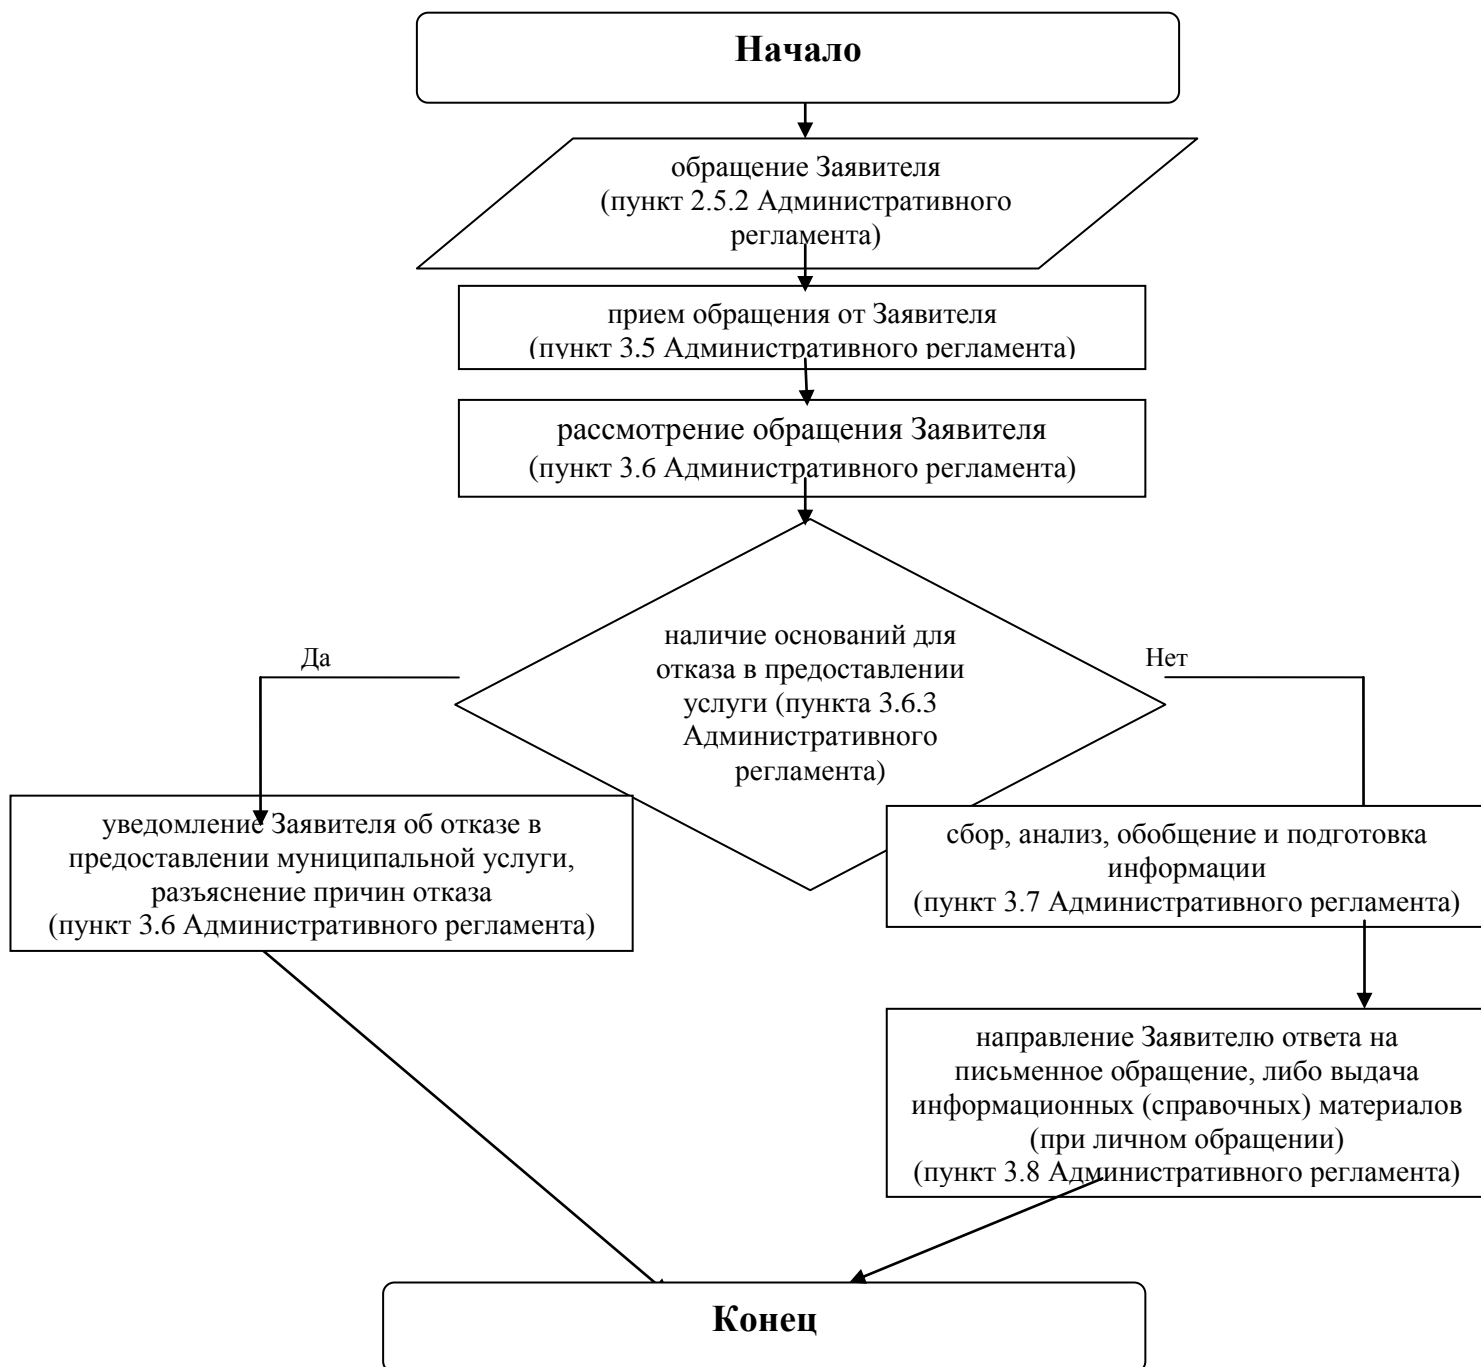 Начало
обращение Заявителя
(пункт 2.5.2 Административного
регламента)
прием обращения от Заявителя
(пункт 3.5 Административного регламента)
рассмотрение обращения Заявителя
(пункт 3.6 Административного регламента)
наличие оснований для
отказа в предоставлении
услуги (пункта 3.6.3
Административного
регламента)
Да
Нет
уведомление Заявителя об отказе в
предоставлении муниципальной услуги,
разъяснение причин отказа
(пункт 3.6 Административного регламента)
сбор, анализ, обобщение и подготовка
информации
(пункт 3.7 Административного регламента)
направление Заявителю ответа на
письменное обращение, либо выдача
информационных (справочных) материалов
(при личном обращении)
(пункт 3.8 Административного регламента)
Конец